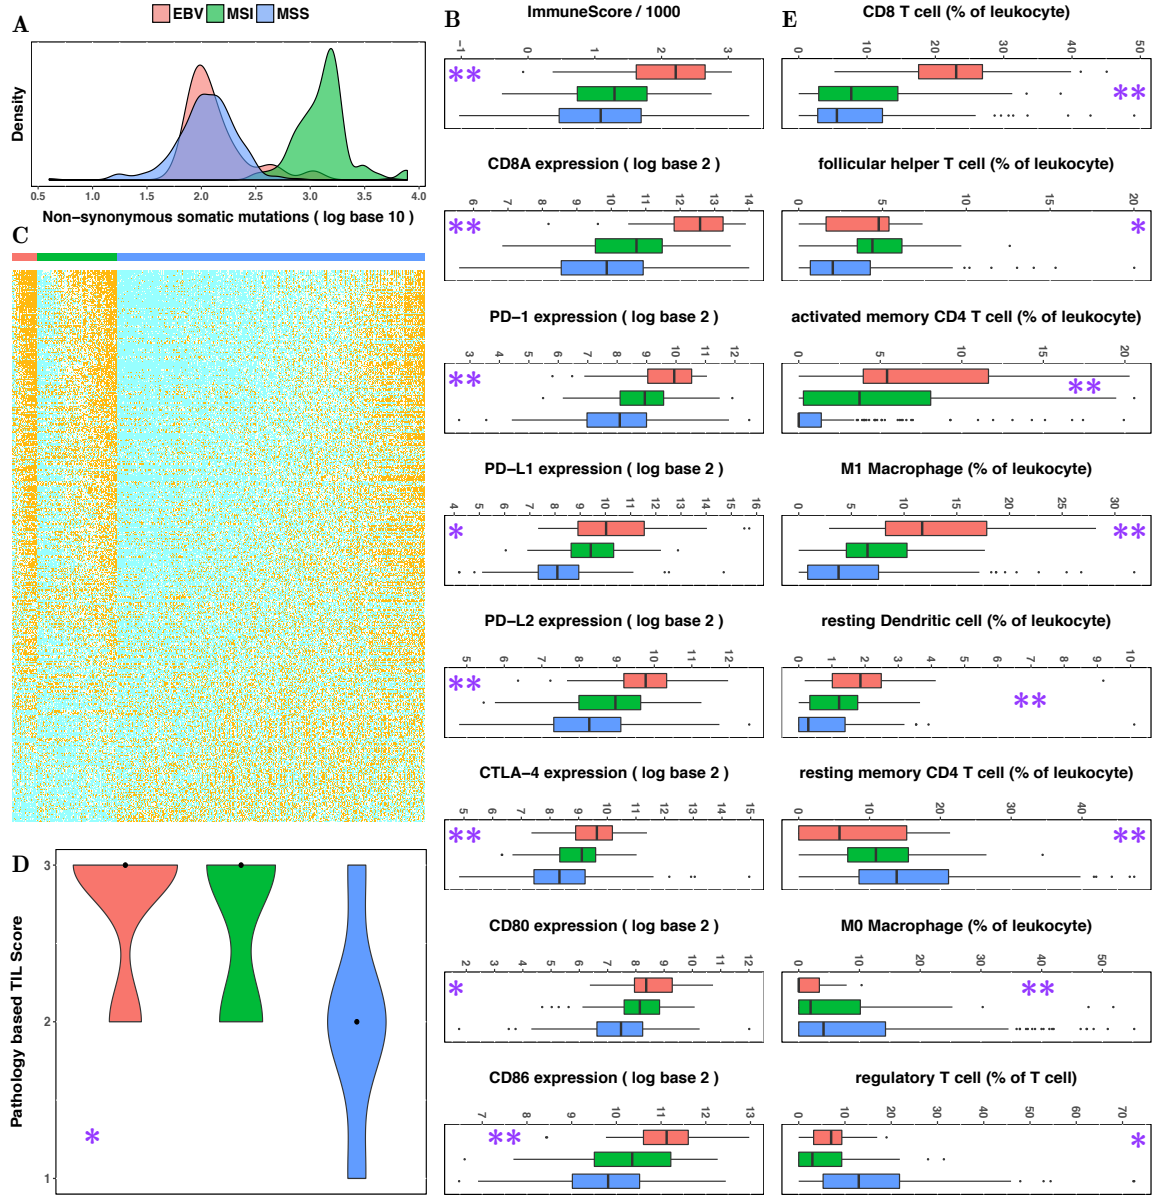 A
EBV MSI MSS
Density
0.5 1.0 1.5 2.0 2.5 3.0 3.5 4.0
Non−synonymous somatic mutations ( log base 10 )
C
D
Pathology based TIL Score
3
2
1
*
B
ImmuneScore / 1000
−1 0 1 2 3
**
CD8A expression ( log base 2 )
6 7 8 9 10 11 12 13 14
**
PD−1 expression ( log base 2 )
3 4 5 6 7 8 9 10 11 12
**
PD−L1 expression ( log base 2 )
4 5 6 7 8 9 10 11 12 13 14 15 16
*
PD−L2 expression ( log base 2 )
5 6 7 8 9 10 11 12
**
CTLA−4 expression ( log base 2 )
5 6 7 8 9 10 11 12 13 14 15
**
CD80 expression ( log base 2 )
2 3 4 5 6 7 8 9 10 11 12
*
CD86 expression ( log base 2 )
7 8 9 10 11 12 13
**
E
CD8 T cell (% of leukocyte)
0 10 20 30 40 50
**
follicular helper T cell (% of leukocyte)
0 10 15 20
*
activated memory CD4 T cell (% of leukocyte)
0 5 10 15 20
**
M1 Macrophage (% of leukocyte)
0 5 10 15 20 25 30
**
resting Dendritic cell (% of leukocyte)
0 1 2 3 4 5 6 7 8 9 10
**
resting memory CD4 T cell (% of leukocyte)
0 10 20 30 40
**
M0 Macrophage (% of leukocyte)
0 10 20 30 40 50
**
regulatory T cell (% of T cell)
0 10 20 30 40 50 60 70
*